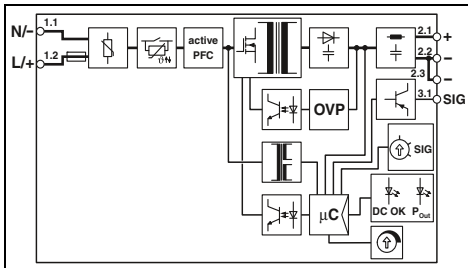 N/- 1.1
L/+ 1.2
ϑ
active
PFC
2.1 +
2.2 −
2.3 −
OVP
3.1 SIG
SIG
µC
DC OK P Out